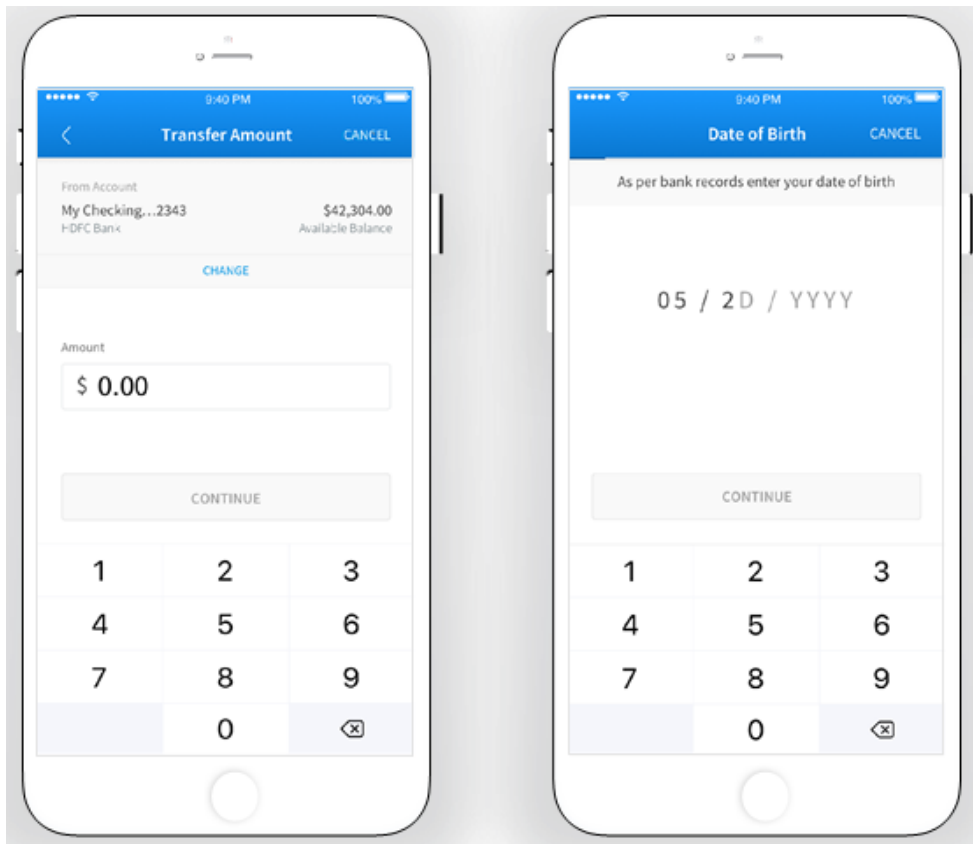 9:40 PM 100%
Transfer Amount CANCEL
From Account
My Checking...2343 $42,304.00
HDFC Bank Available Balance
CHANGE
Amount
$ 0.00
CONTINUE
1 2 3
4 5 6
7 8 9
0
9:40 PM 100%
Date of Birth CANCEL
As per bank records enter your date of birth
05 / 2D / YYYY
CONTINUE
1 2 3
4 5 6
7 8 9
0